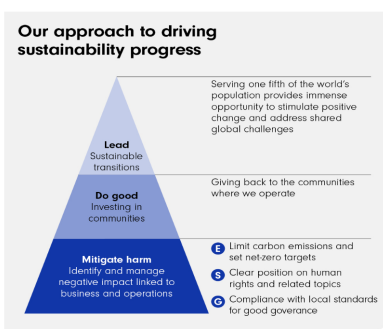 Our approach to driving
sustainability progress
Serving one fifth of the world's
population provides immense
opportunity to stimulate positive
change and address shared
global challenges
Lead
Sustainable
transitions
Do good
Investing in
communities
Giving back to the communities
where we operate
Mitigate harm
Identify and manage
negative impact linked to
business and operations
E Limit carbon emissions and
set net-zero targets
S Clear position on human
rights and related topics
G Compliance with local standards
for good goverance